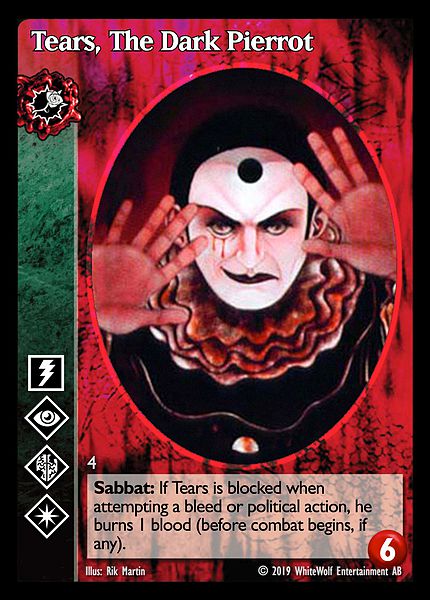 Tears, The Dark Pierrot
4
Sabbat: If Tears is blocked when
attempting a bleed or political action, he
burns 1 blood (before combat begins, if
any).
6
Illus: Rik Martin © 2019 WhiteWolf Entertainment AB